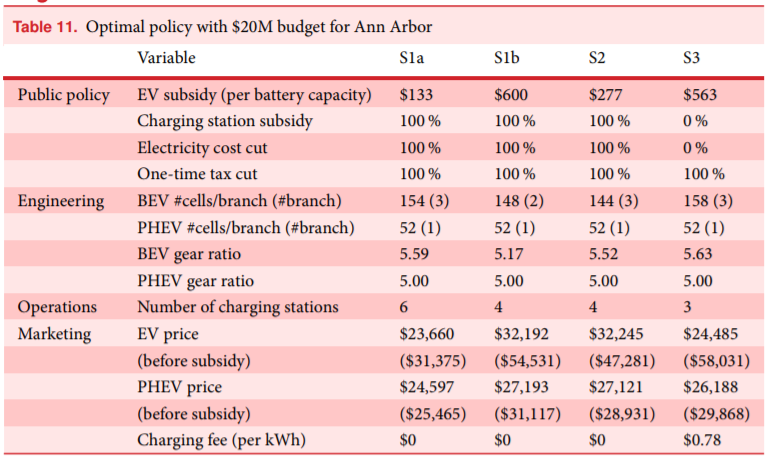 Table 11. Optimal policy with $20M budget for Ann Arbor
Variable S1a S1b S2 S3
Public policy EV subsidy (per battery capacity) $133 $600 $277 $563
Charging station subsidy 100 % 100 % 100 % 0 %
Electricity cost cut 100 % 100 % 100 % 0 %
One-time tax cut 100 % 100 % 100 % 100 %
Engineering BEV #cells/branch (#branch) 154 (3) 148 (2) 144 (3) 158 (3)
PHEV #cells/branch (#branch) 52 (1) 52 (1) 52 (1) 52 (1)
BEV gear ratio 5.59 5.17 5.52 5.63
PHEV gear ratio 5.00 5.00 5.00 5.00
Operations Number of charging stations 6 4 4 3
Marketing EV price $23,660 $32,192 $32,245 $24,485
(before subsidy) ($31,375) ($54,531) ($47,281) ($58,031)
PHEV price $24,597 $27,193 $27,121 $26,188
(before subsidy) ($25,465) ($31,117) ($28,931) ($29,868)
Charging fee (per kWh) $0 $0 $0 $0.78